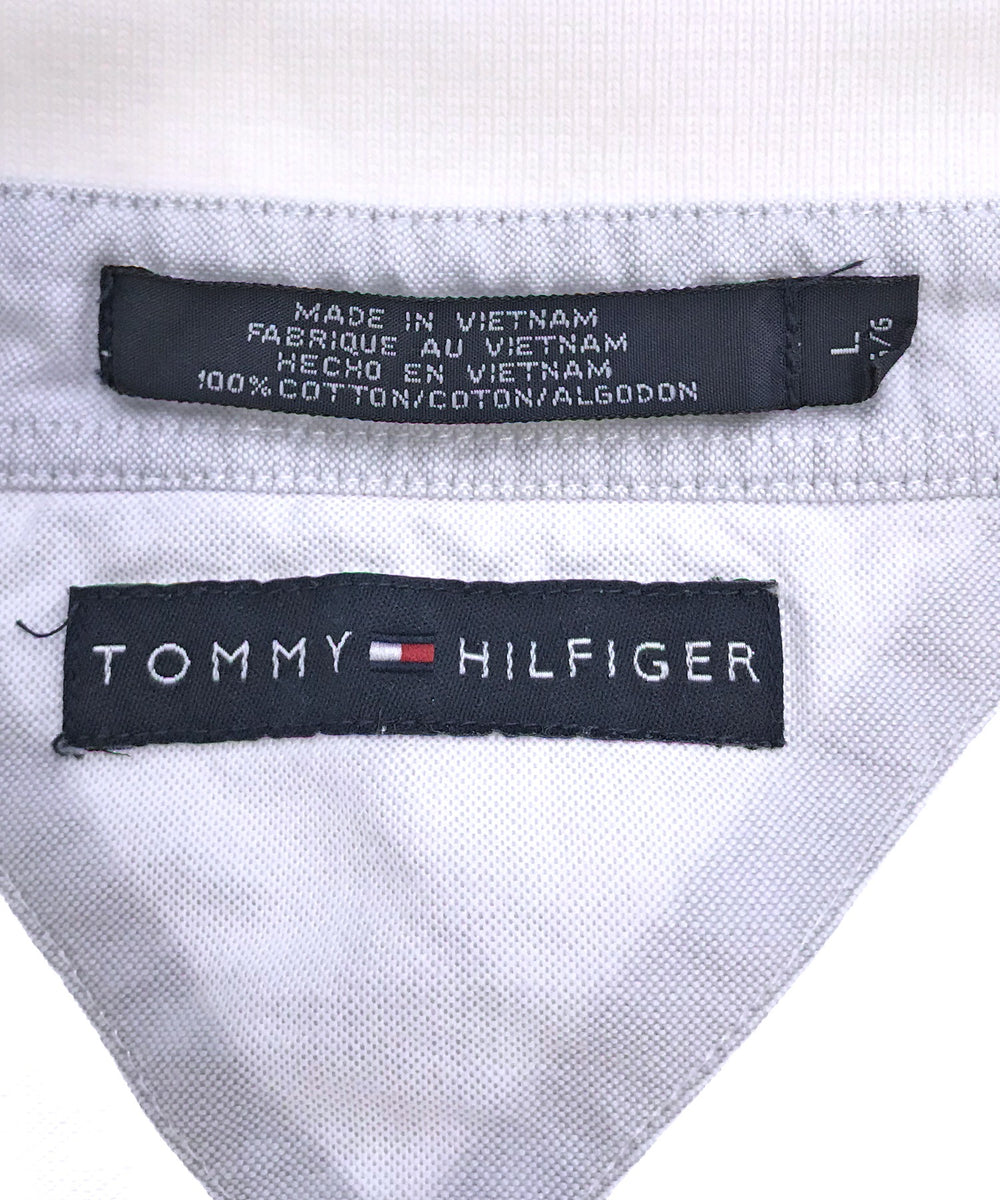 MADE IN VIETNAM
FABRIQUE AU VIETNAM
HECHO EN VIETNAM
100% COTTON/COTON/ALGODON
L
TOMMY HILFIGER